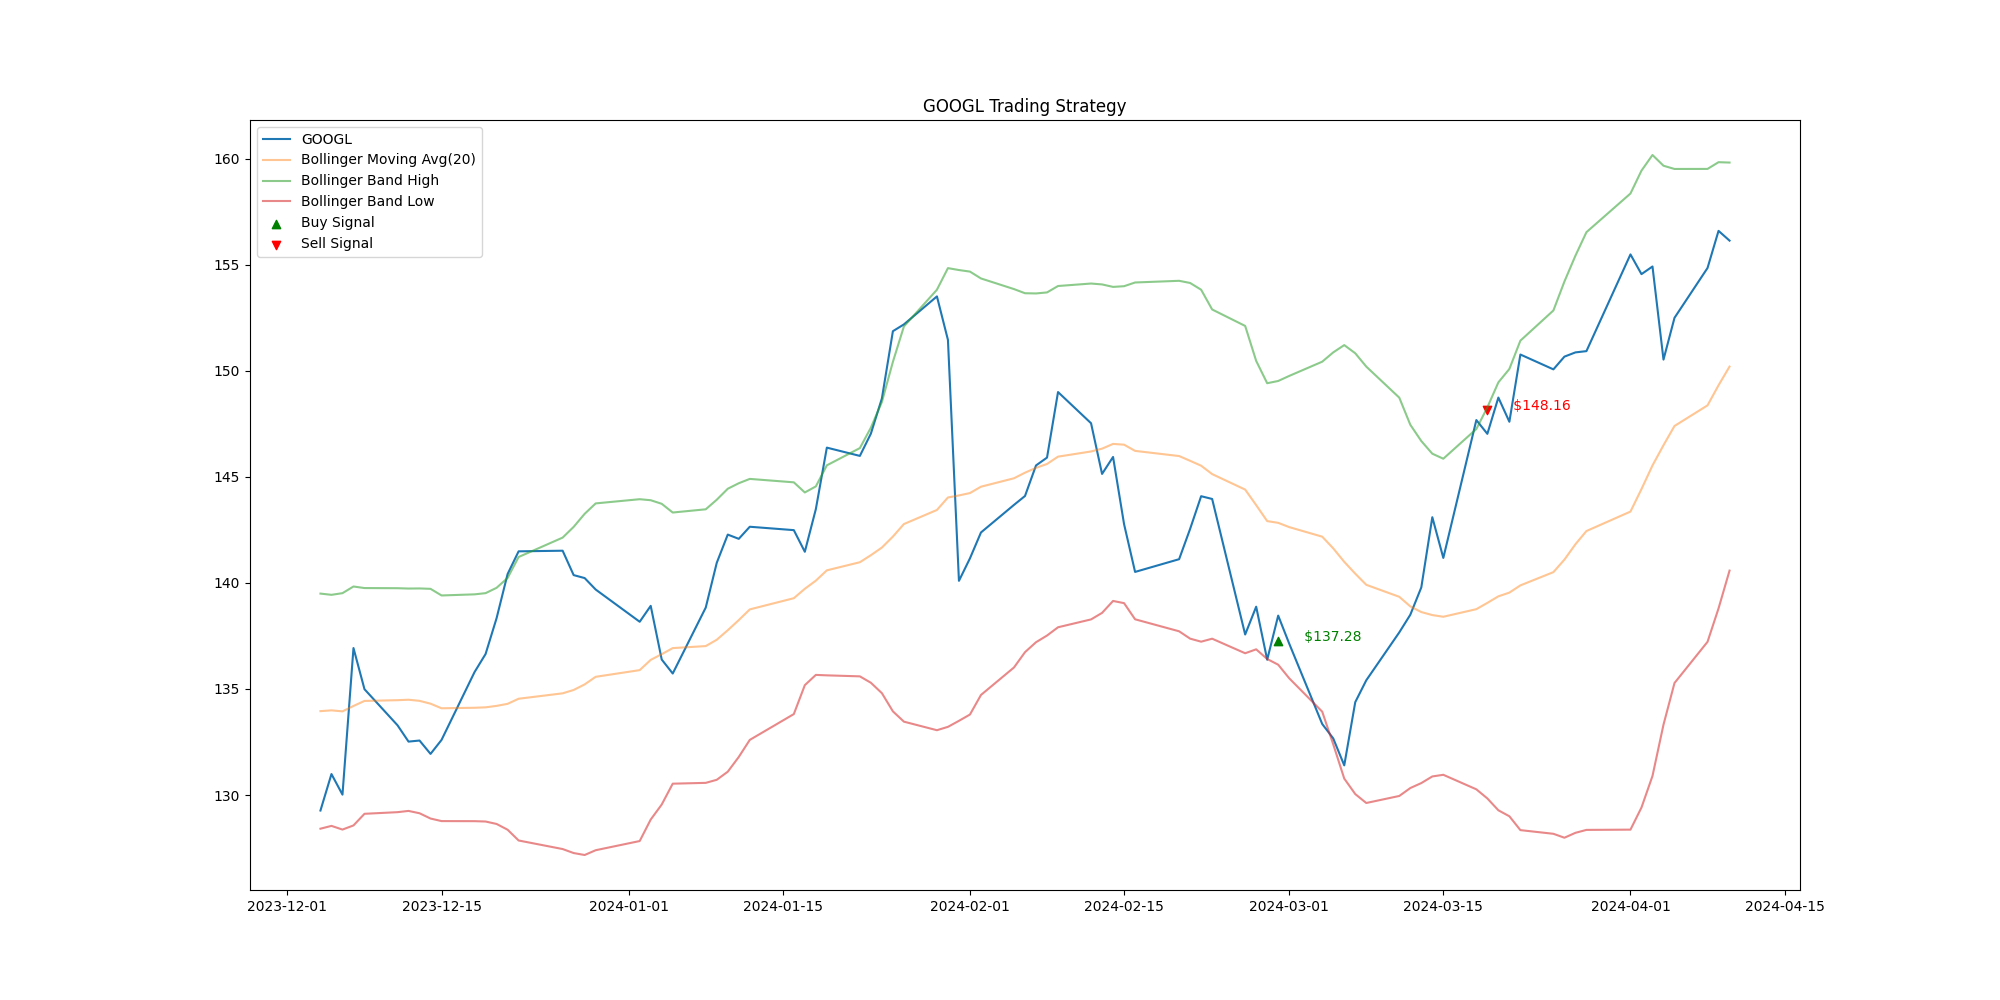 GOOGL Trading Strategy
GOOGL
Bollinger Moving Avg(20)
Bollinger Band High
Bollinger Band Low
Buy Signal
Sell Signal
160
155
150
145
140
135
130
$148.16
$137.28
2023-12-01 2023-12-15 2024-01-01 2024-01-15 2024-02-01 2024-02-15 2024-03-01 2024-03-15 2024-04-01 2024-04-15